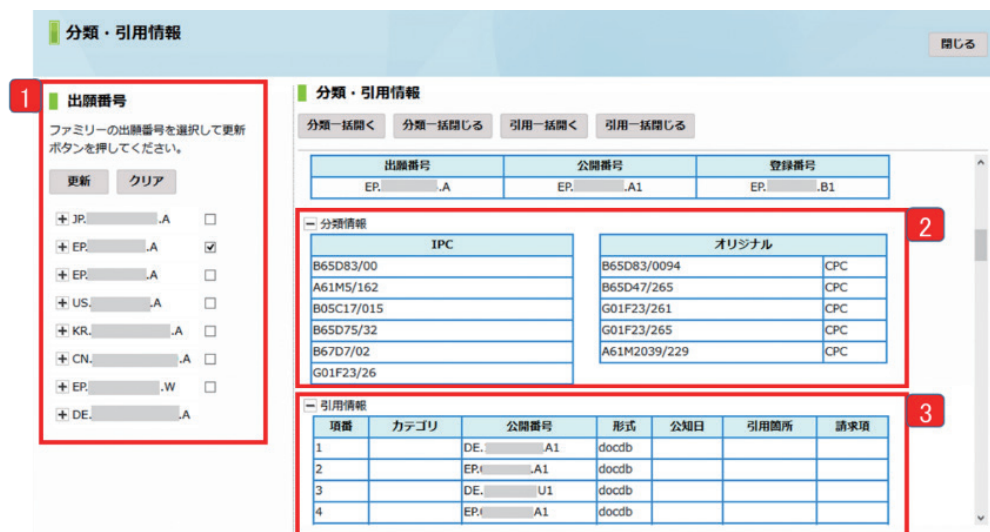 分類・引用情報
閉じる
1
出願番号
ファミリーの出願番号を選択して更新
ボタンを押してください。
更新 クリア
JP. .A
EP. .A
EP. .A
US. .A
KR. .A
CN. .A
EP. .W
DE. .A
分類・引用情報
分類一括開く 分類一括閉じる 引用一括開く 引用一括閉じる
出願番号 公開番号 登録番号
EP. .A EP. .A1 EP. .B1
2
分類情報
IPC オリジナル
B65D83/00 B65D83/0094 CPC
A61M5/162 B65D47/265 CPC
B05C17/015 G01F23/261 CPC
B65D75/32 G01F23/265 CPC
B67D7/02 A61M2039/229 CPC
G01F23/26
3
引用情報
項番 カテゴリ 公開番号 形式 公知日 引用箇所 請求項
1 DE. A1 docdb
2 EP. .A1 docdb
3 DE. U1 docdb
4 EP. A1 docdb